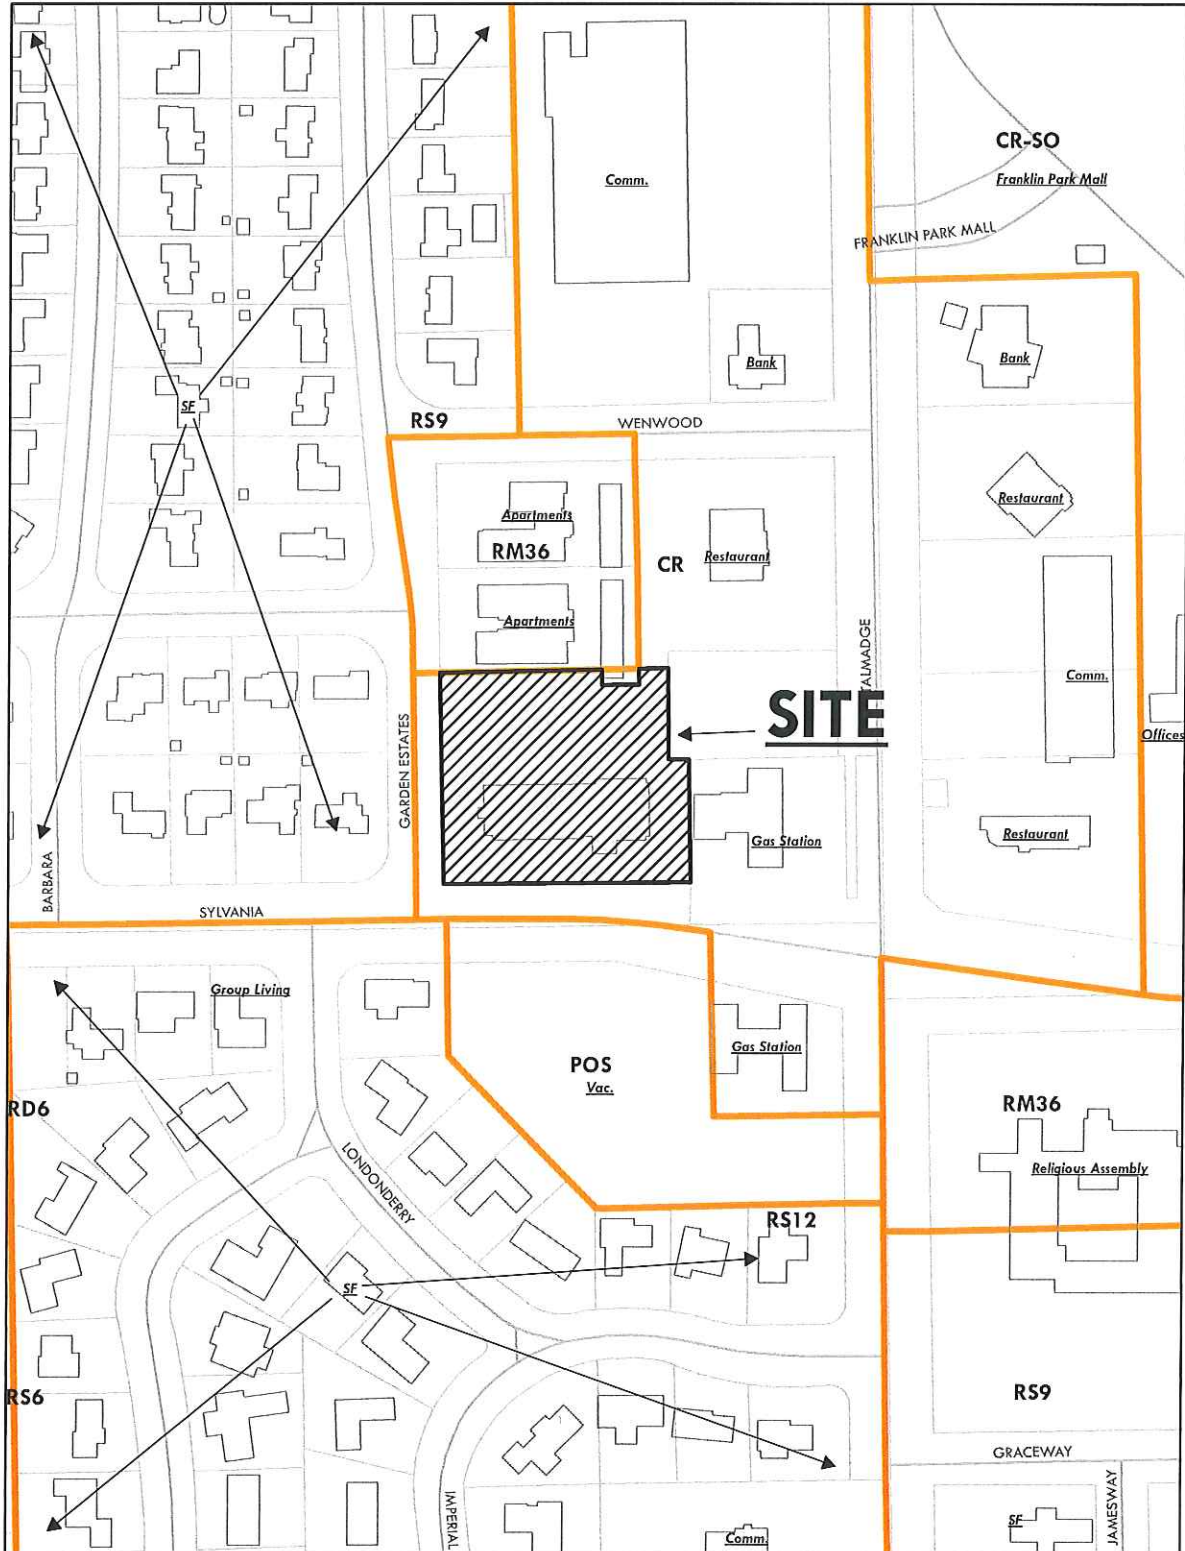 CR-SO
Franklin Park Mall
Comm.
FRANKLIN PARK MALL
Bank
Bank
SF
RS9
WENWOOD
Restaurant
Apartments
RM36
CR
Restaurant
Apartments
TALMADGE
Comm.
SITE
Offices
GARDEN ESTATES
Restaurant
Gas Station
BARBARA
SYLVANIA
Group Living
Gas Station
POS
Vac.
RD6
RM36
LONDONDERRY
Religious Assembly
RS12
SF
RS6
RS9
GRACEWAY
IMPERIAL
JAMESWAY
SF
Comm.